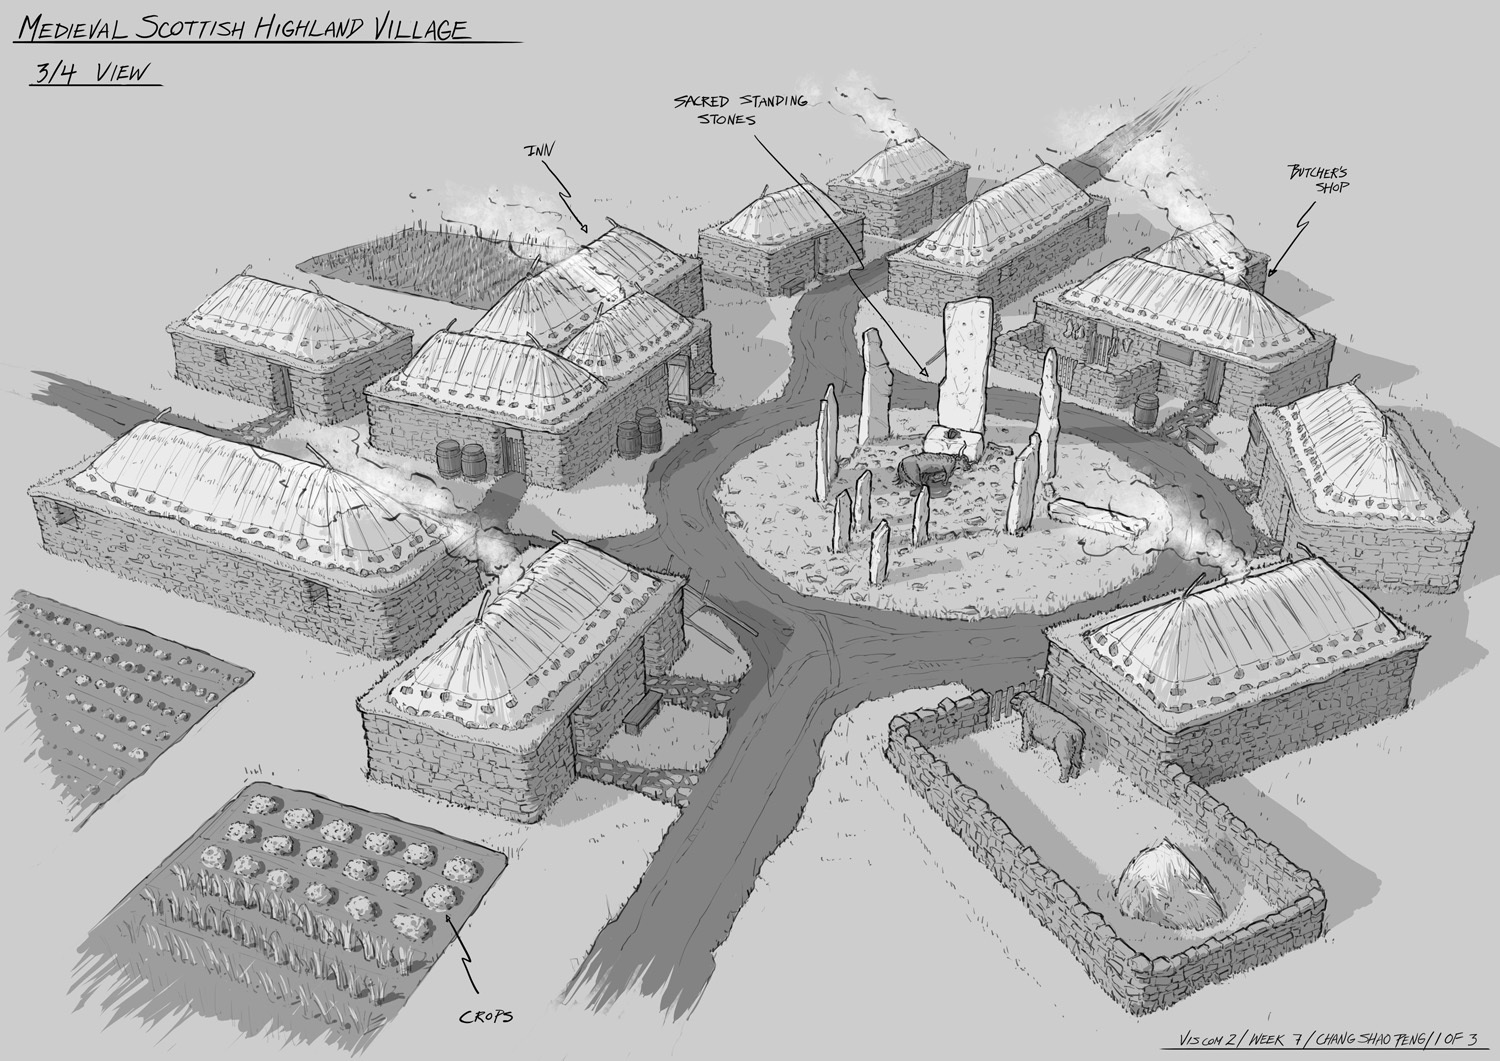 MEDIEVAL SCOTTISH HIGHLAND VILLAGE
3/4 VIEW
SACRED STANDING
STONES
INN
BUTCHER'S
SHOP
CROPS
VISCOM 2/WEEK 7/CHANG SHAO PENG/1 OF 3